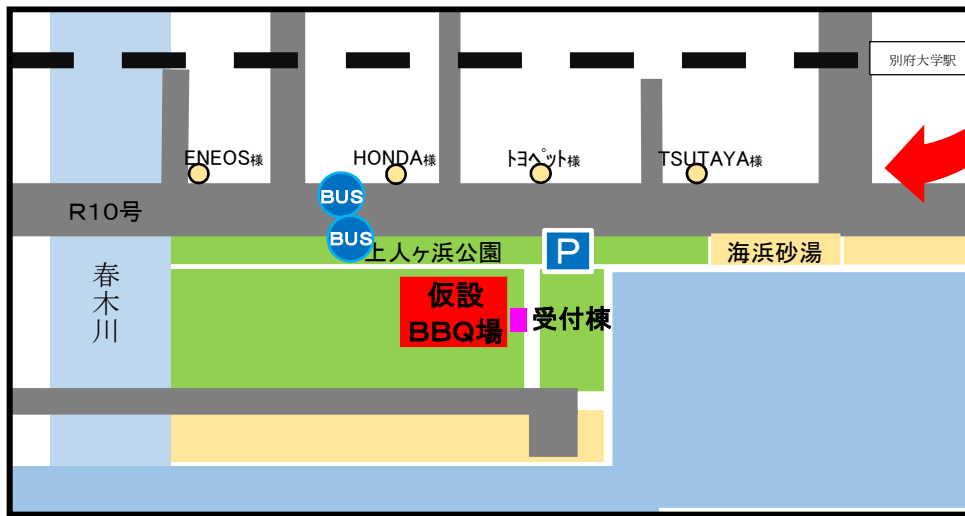 別府大学駅
ENEOS様
HONDA様
ﾄﾖﾍﾟｯﾄ様
TSUTAYA様
BUS
R10号
BUS
上人ヶ浜公園
P
海浜砂湯
春木川
仮設
BBQ場
受付棟